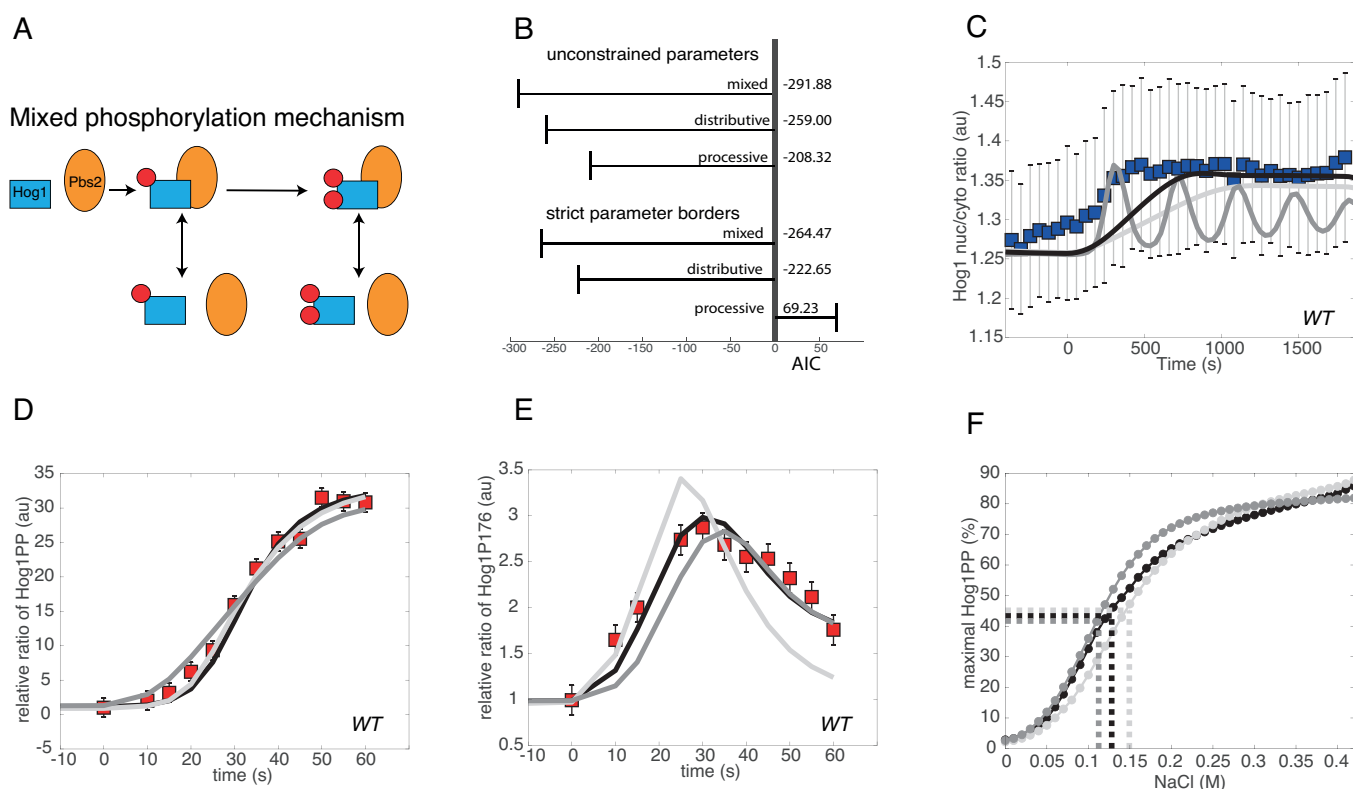 A
Mixed phosphorylation mechanism
Hog1
Pbs2
B
unconstrained parameters
mixed -291.88
distributive -259.00
processive -208.32
strict parameter borders
mixed -264.47
distributive -222.65
processive 69.23
-300 -250 -200 -150 -100 -50 0 50
AIC
C
1.5
1.45
1.4
1.35
1.3
1.25
1.2
1.15
Hog1 nuc/cyto ratio (au)
WT
0 500 1000 1500
Time (s)
D
35
30
25
20
15
10
5
0
-5
relative ratio of Hog1PP (au)
WT
-10 0 10 20 30 40 50 60
time (s)
E
3.5
3
2.5
2
1.5
1
0.5
relative ratio of Hog1P176 (au)
WT
-10 0 10 20 30 40 50 60
time (s)
F
90
80
70
60
50
40
30
20
10
0
maximal Hog1PP (%)
0 0.05 0.1 0.15 0.2 0.25 0.3 0.35 0.4
NaCl (M)